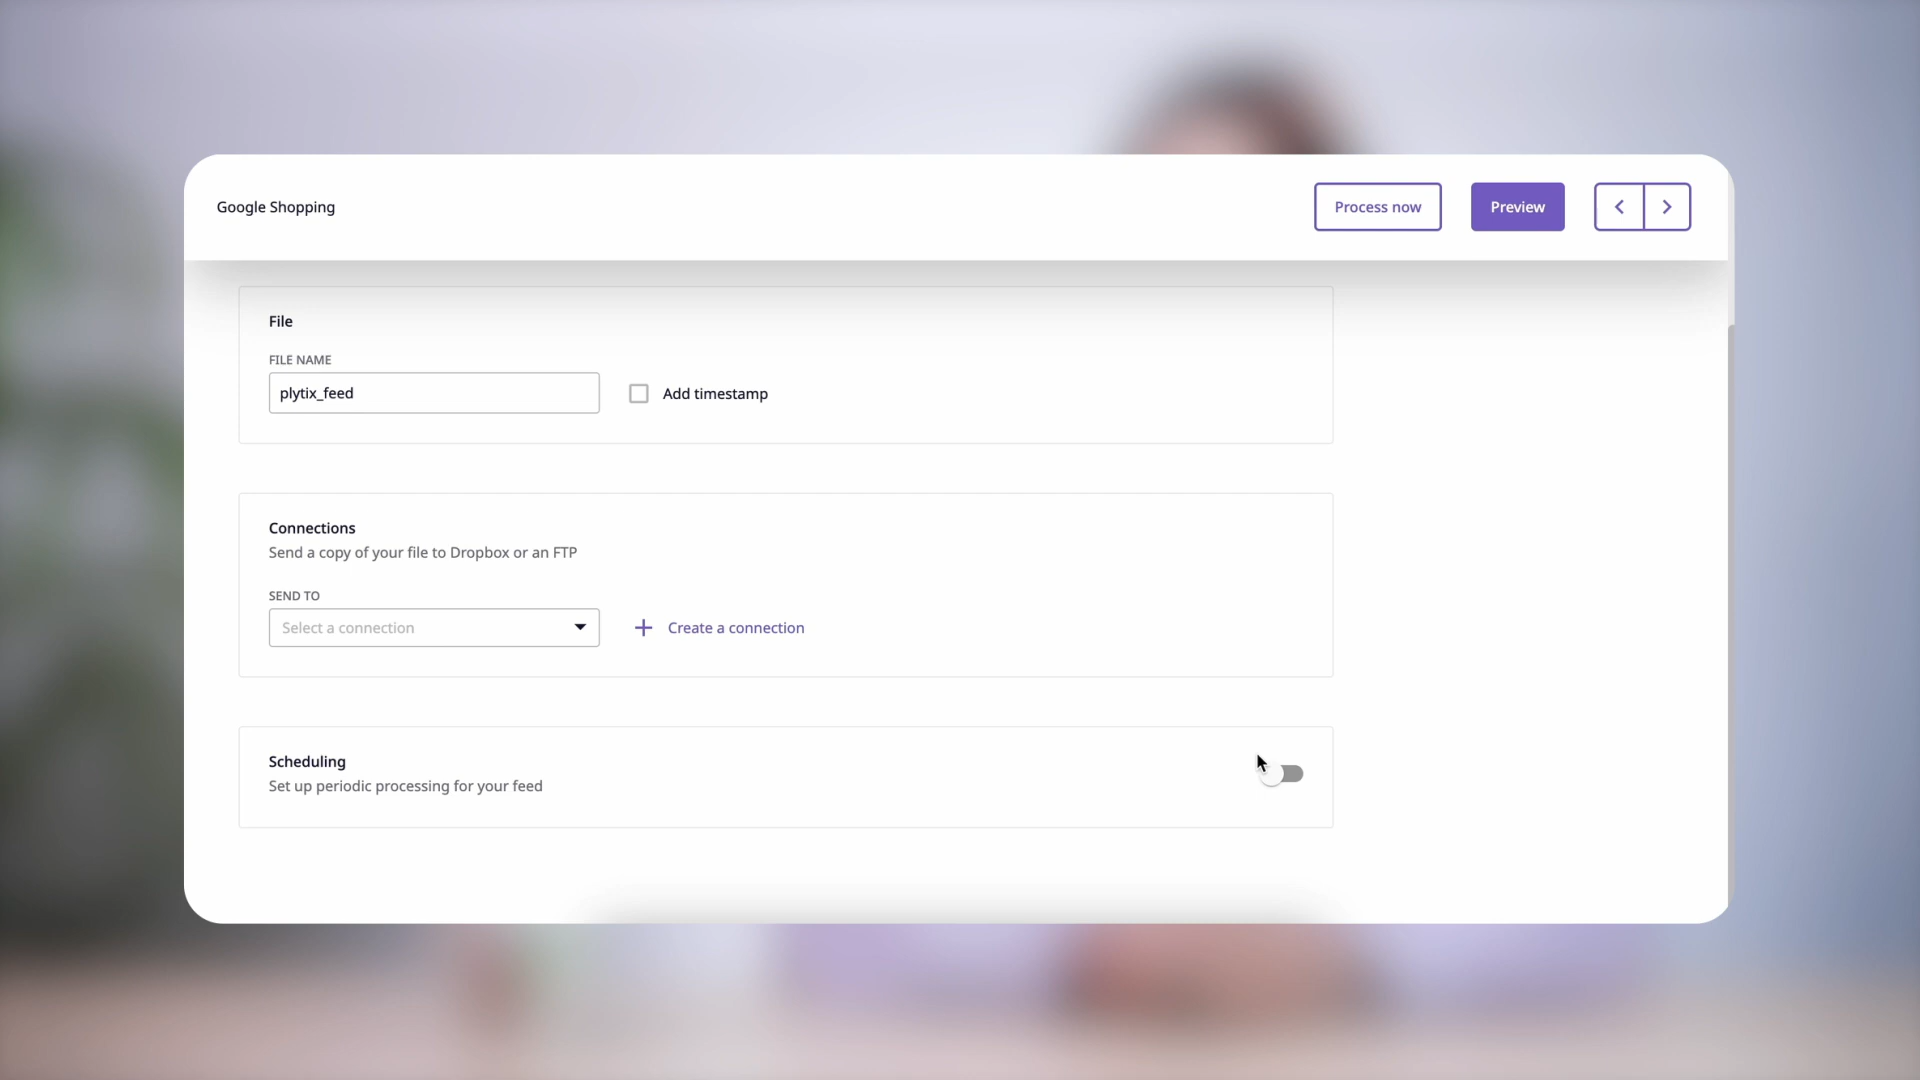 Google Shopping
Process now
Preview
File
FILE NAME
plytix_feed
Add timestamp
Connections
Send a copy of your file to Dropbox or an FTP
SEND TO
Select a connection
Create a connection
Scheduling
Set up periodic processing for your feed